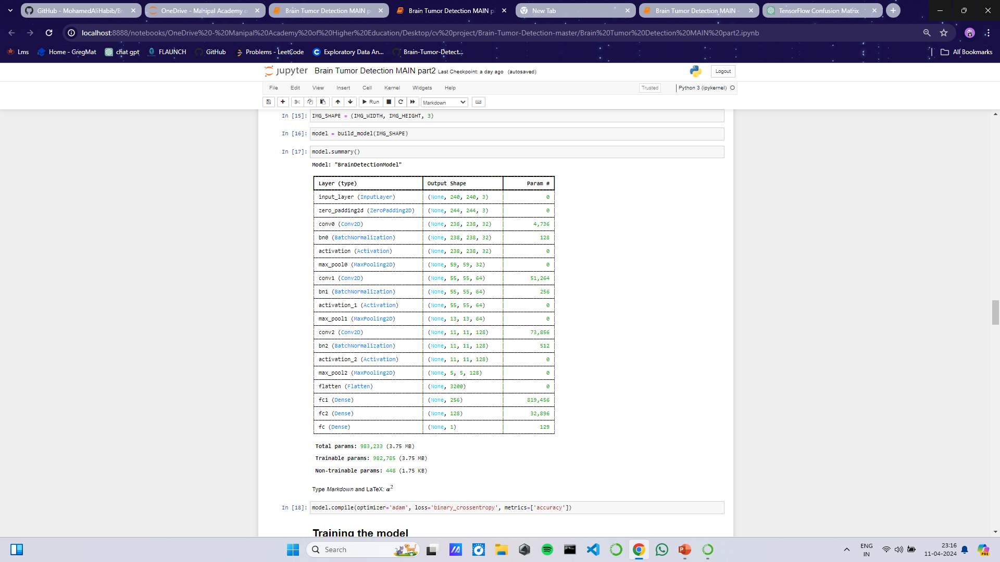 GitHub - MohamedAliHabib/Br
OneDrive - Manipal Academy o
Brain Tumor Detection MAIN p
Brain Tumor Detection MAIN p
New Tab
Brain Tumor Detection MAIN -
TensorFlow Confusion Matrix
localhost:8888/notebooks/OneDrive%20-%20Manipal%20Academy%20of%20Higher%20Education/Desktop/cv%20project/Brain-Tumor-Detection-master/Brain%20Tumor%20Detection%20MAIN%20part2.ipynb
Lms
Home - GregMat
chat gpt
FLAUNCH
GitHub
Problems - LeetCode
Exploratory Data An...
Brain-Tumor-Detect...
All Bookmarks
jupyter Brain Tumor Detection MAIN part2 Last Checkpoint: a day ago (autosaved)
Logout
File Edit View Insert Cell Kernel Widgets Help
Trusted
Python 3 (ipykernel)
Run
Markdown
In [15]: IMG_SHAPE = (IMG_WIDTH, IMG_HEIGHT, 3)
In [16]: model = build_model(IMG_SHAPE)
In [17]: model.summary()
Model: "BrainDetectionModel"
Layer (type) Output Shape Param #
input_layer (InputLayer) (None, 240, 240, 3) 0
zero_padding2d (ZeroPadding2D) (None, 244, 244, 3) 0
conv0 (Conv2D) (None, 238, 238, 32) 4,736
bn0 (BatchNormalization) (None, 238, 238, 32) 128
activation (Activation) (None, 238, 238, 32) 0
max_pool0 (MaxPooling2D) (None, 59, 59, 32) 0
conv1 (Conv2D) (None, 55, 55, 64) 51,264
bn1 (BatchNormalization) (None, 55, 55, 64) 256
activation_1 (Activation) (None, 55, 55, 64) 0
max_pool1 (MaxPooling2D) (None, 13, 13, 64) 0
conv2 (Conv2D) (None, 11, 11, 128) 73,856
bn2 (BatchNormalization) (None, 11, 11, 128) 512
activation_2 (Activation) (None, 11, 11, 128) 0
max_pool2 (MaxPooling2D) (None, 5, 5, 128) 0
flatten (Flatten) (None, 3200) 0
fc1 (Dense) (None, 256) 819,456
fc2 (Dense) (None, 128) 32,896
fc (Dense) (None, 1) 129
Total params: 983,233 (3.75 MB)
Trainable params: 982,785 (3.75 MB)
Non-trainable params: 448 (1.75 KB)
Type Markdown and LaTeX: α²
In [18]: model.compile(optimizer='adam', loss='binary_crossentropy', metrics=['accuracy'])
Training the model
Search
ENG
IN
23:16
11-04-2024
PRE